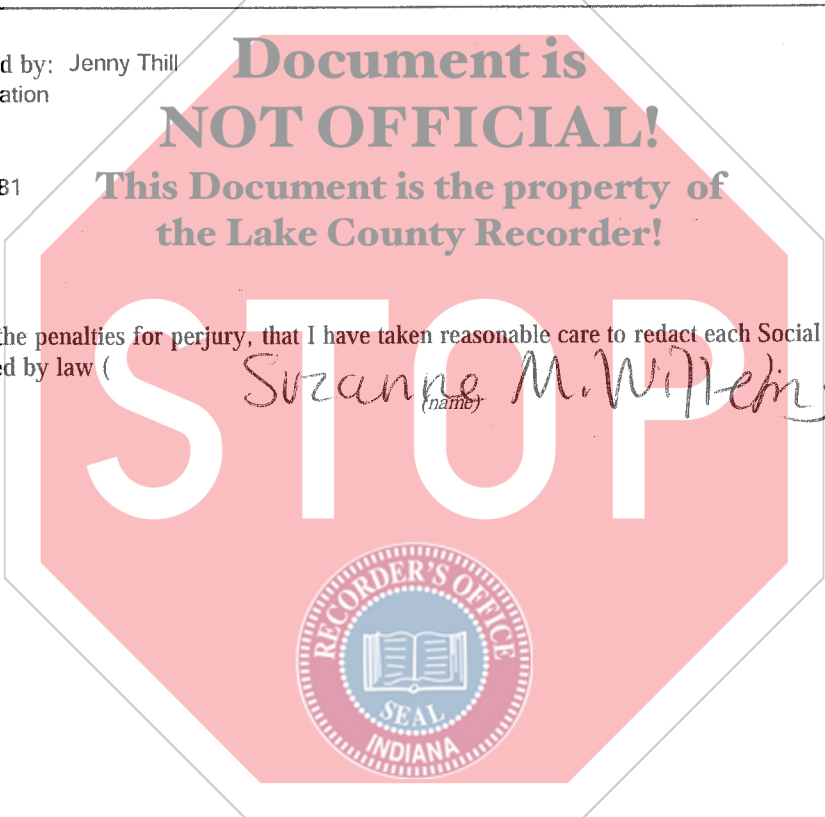 d by: Jenny Thill
ation
Document is
NOT OFFICIAL!
81
This Document is the property of
the Lake County Recorder!
the penalties for perjury, that I have taken reasonable care to redact each Social
ed by law (
Suzanne M.
(name)
STOP
RECORDER'S OFFICE
SEAL
INDIANA